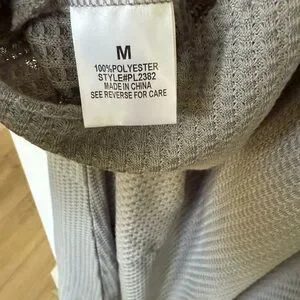 M
100%POLYESTER
STYLE#PL2382
MADE IN CHINA
SEE REVERSE FOR CARE